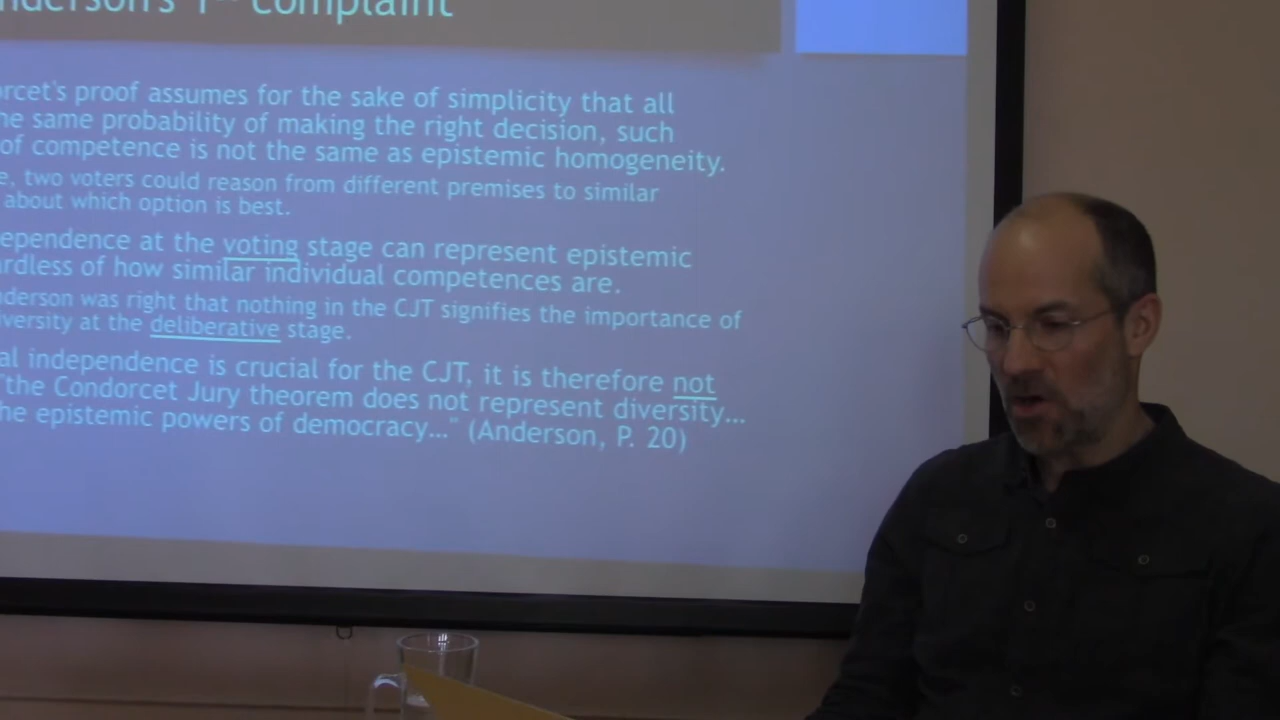 nderson's 1st complaint
orcet's proof assumes for the sake of simplicity that all
he same probability of making the right decision, such
of competence is not the same as epistemic homogeneity.
e, two voters could reason from different premises to similar
about which option is best.
ependence at the voting stage can represent epistemic
rdless of how similar individual competences are.
nderson was right that nothing in the CJT signifies the importance of
iversity at the deliberative stage.
al independence is crucial for the CJT, it is therefore not
"the Condorcet Jury theorem does not represent diversity...
he epistemic powers of democracy..." (Anderson, P. 20)